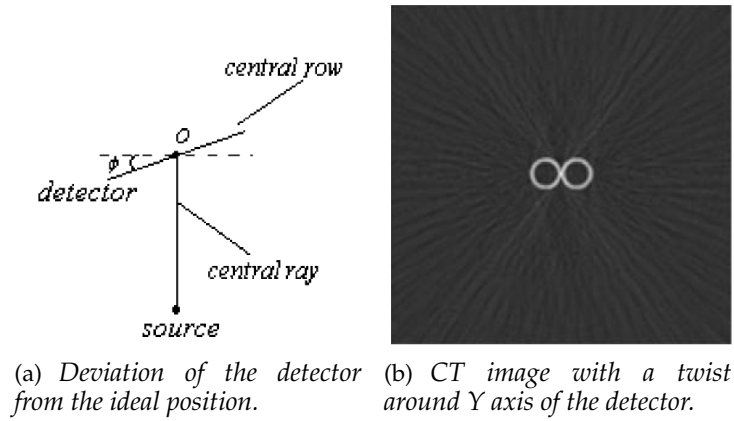 central row
O
ϕ
detector
central ray
source
(a) Deviation of the detector
from the ideal position.
(b) CT image with a twist
around Y axis of the detector.